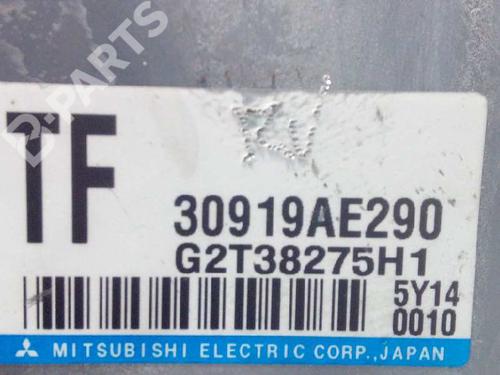 B-PARTS
TF
30919AE290
G2T38275H1
5Y14
0010
MITSUBISHI ELECTRIC CORP.,JAPAN